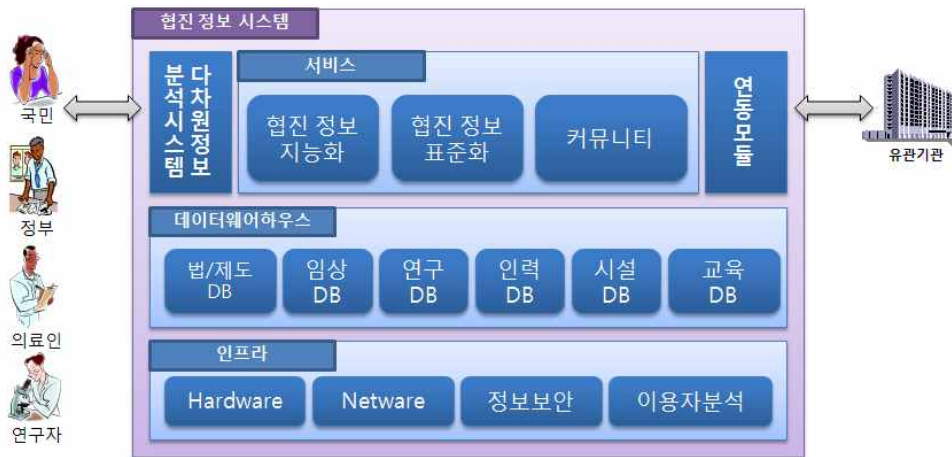 협진 정보 시스템
국민
정부
의료인
연구자
다차원정보
분석시스템
서비스
협진 정보
지능화
협진 정보
표준화
커뮤니티
연동모듈
유관기관
데이터웨어하우스
법/제도
DB
임상
DB
연구
DB
인력
DB
시설
DB
교육
DB
인프라
Hardware
Netware
정보보안
이용자분석